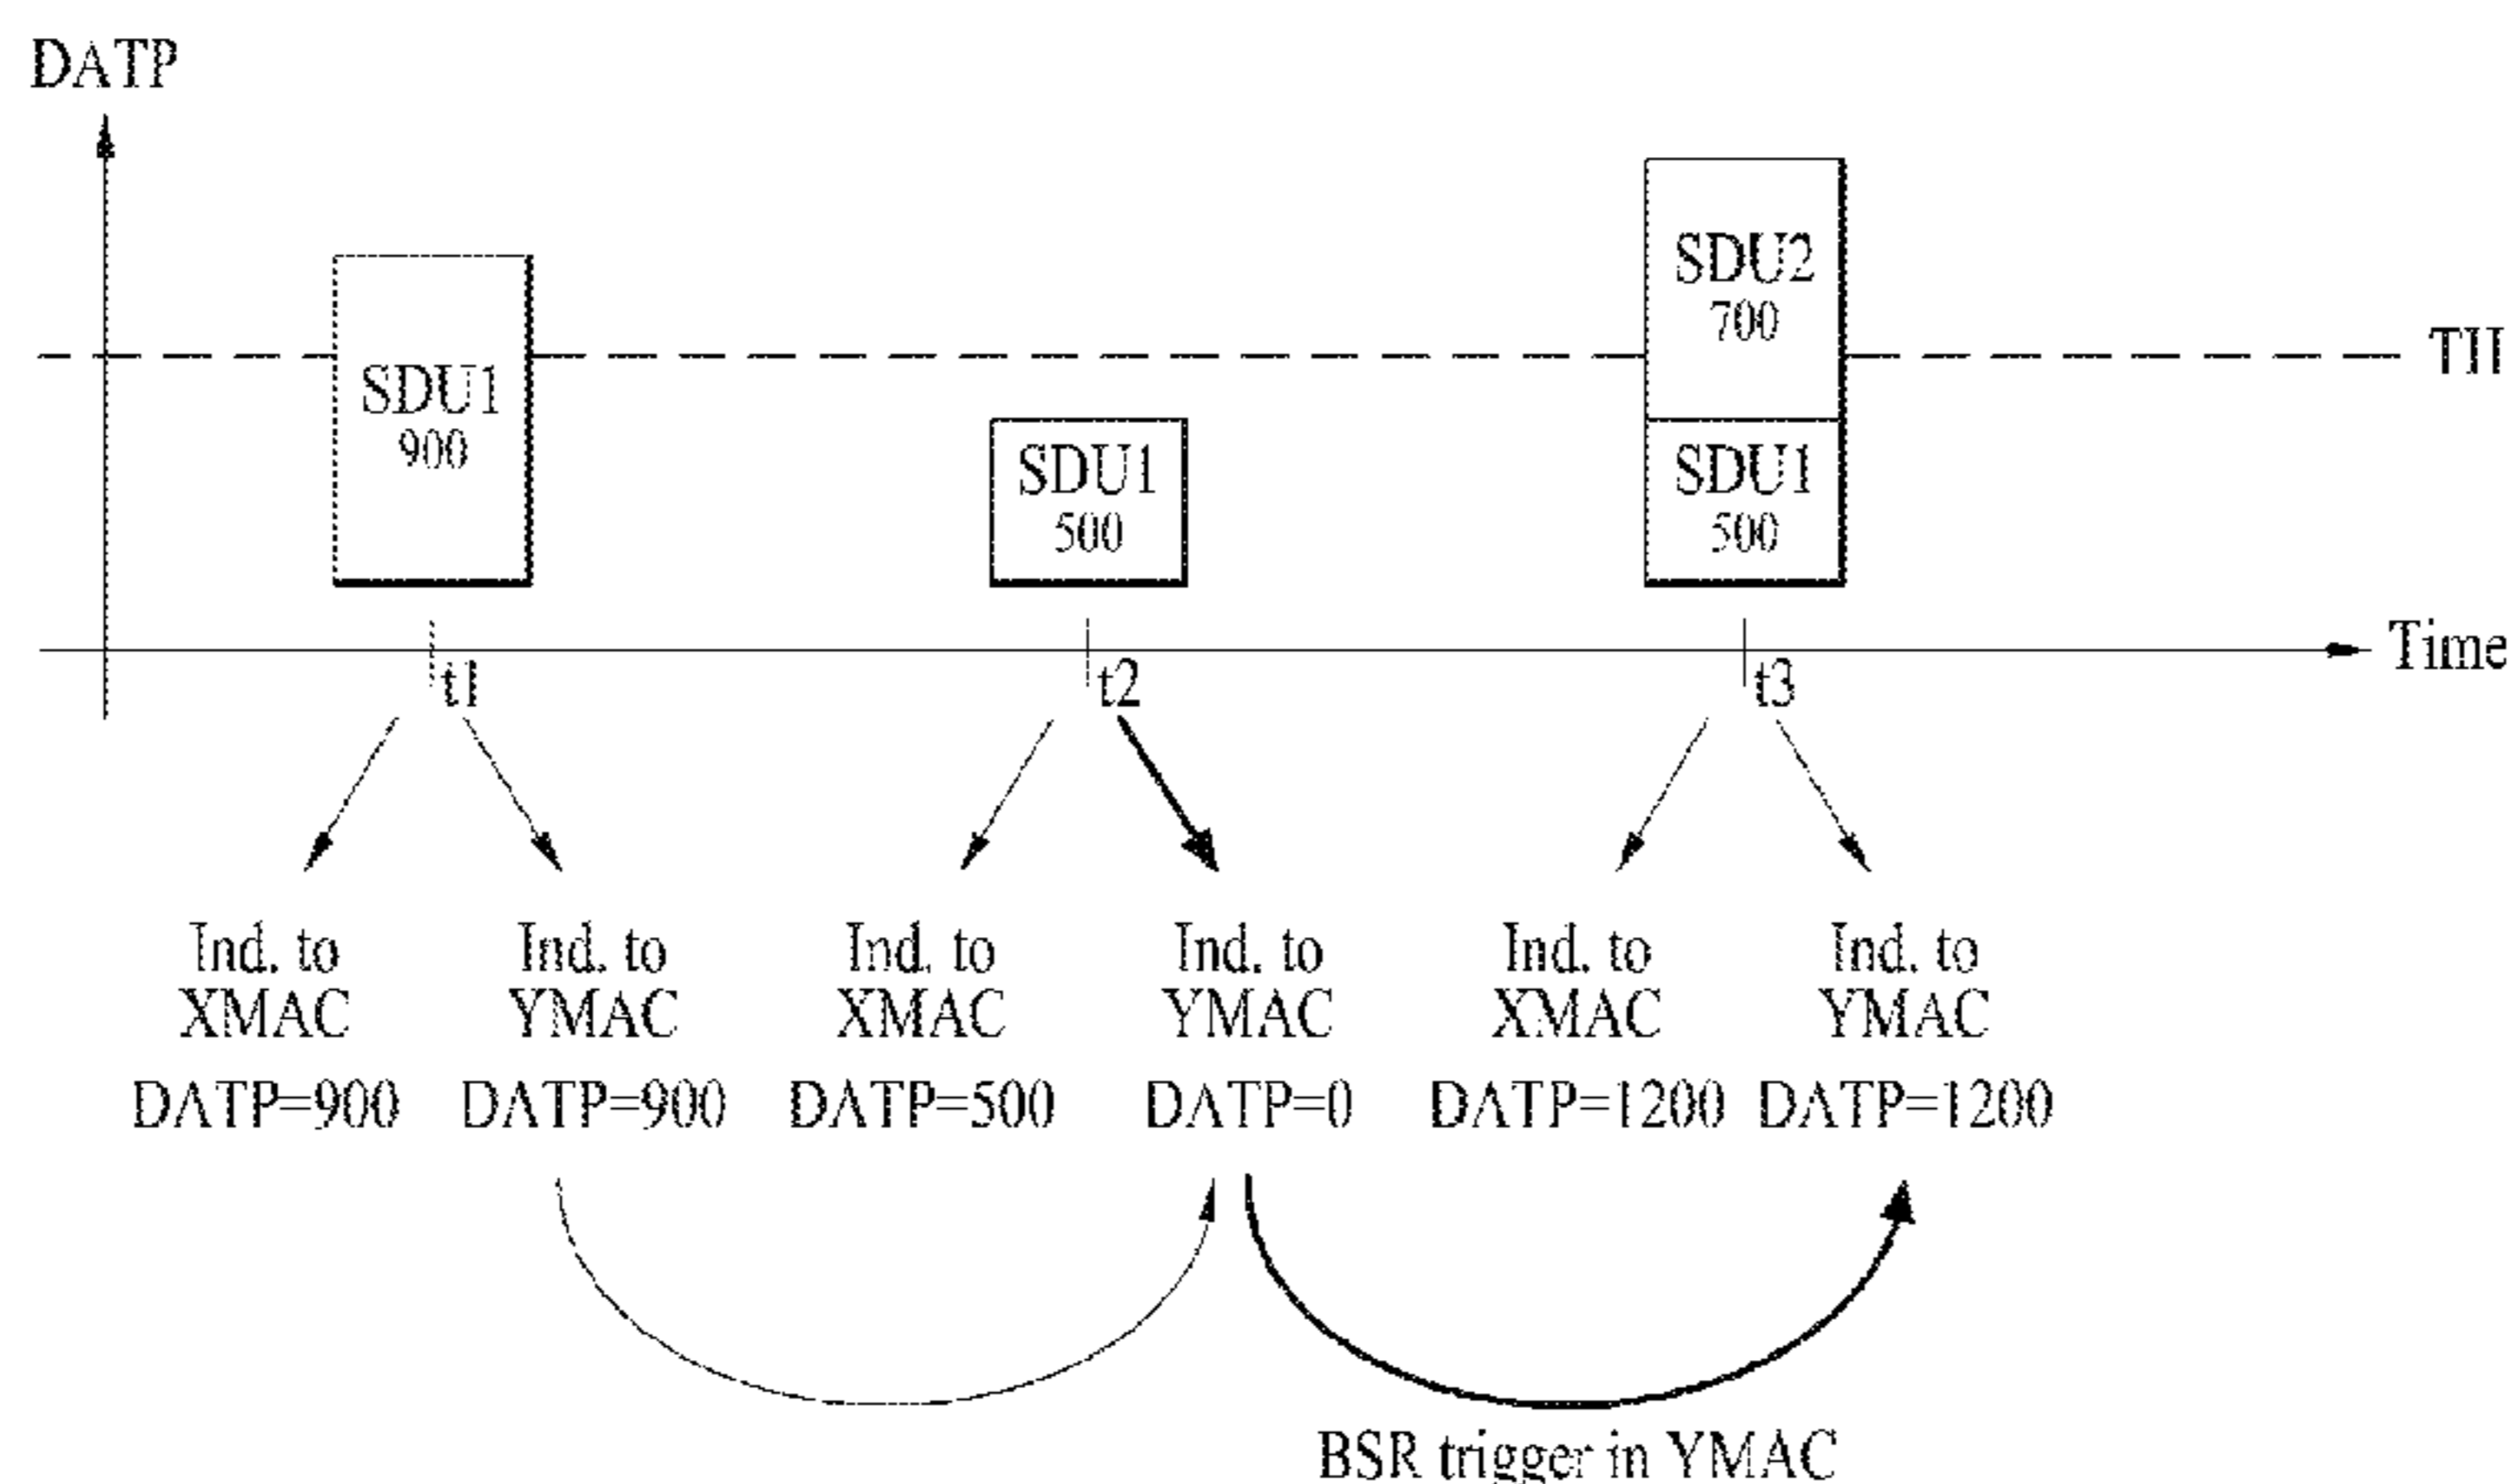 DATP
SDU2
700
TH
SDU1
900
SDU1
500
SDU1
500
Time
t1
t2
t3
Ind. to
XMAC
DATP=900
Ind. to
YMAC
DATP=900
Ind. to
XMAC
DATP=500
Ind. to
YMAC
DATP=0
Ind. to
XMAC
DATP=1200
Ind. to
YMAC
DATP=1200
BSR trigger in YMAC